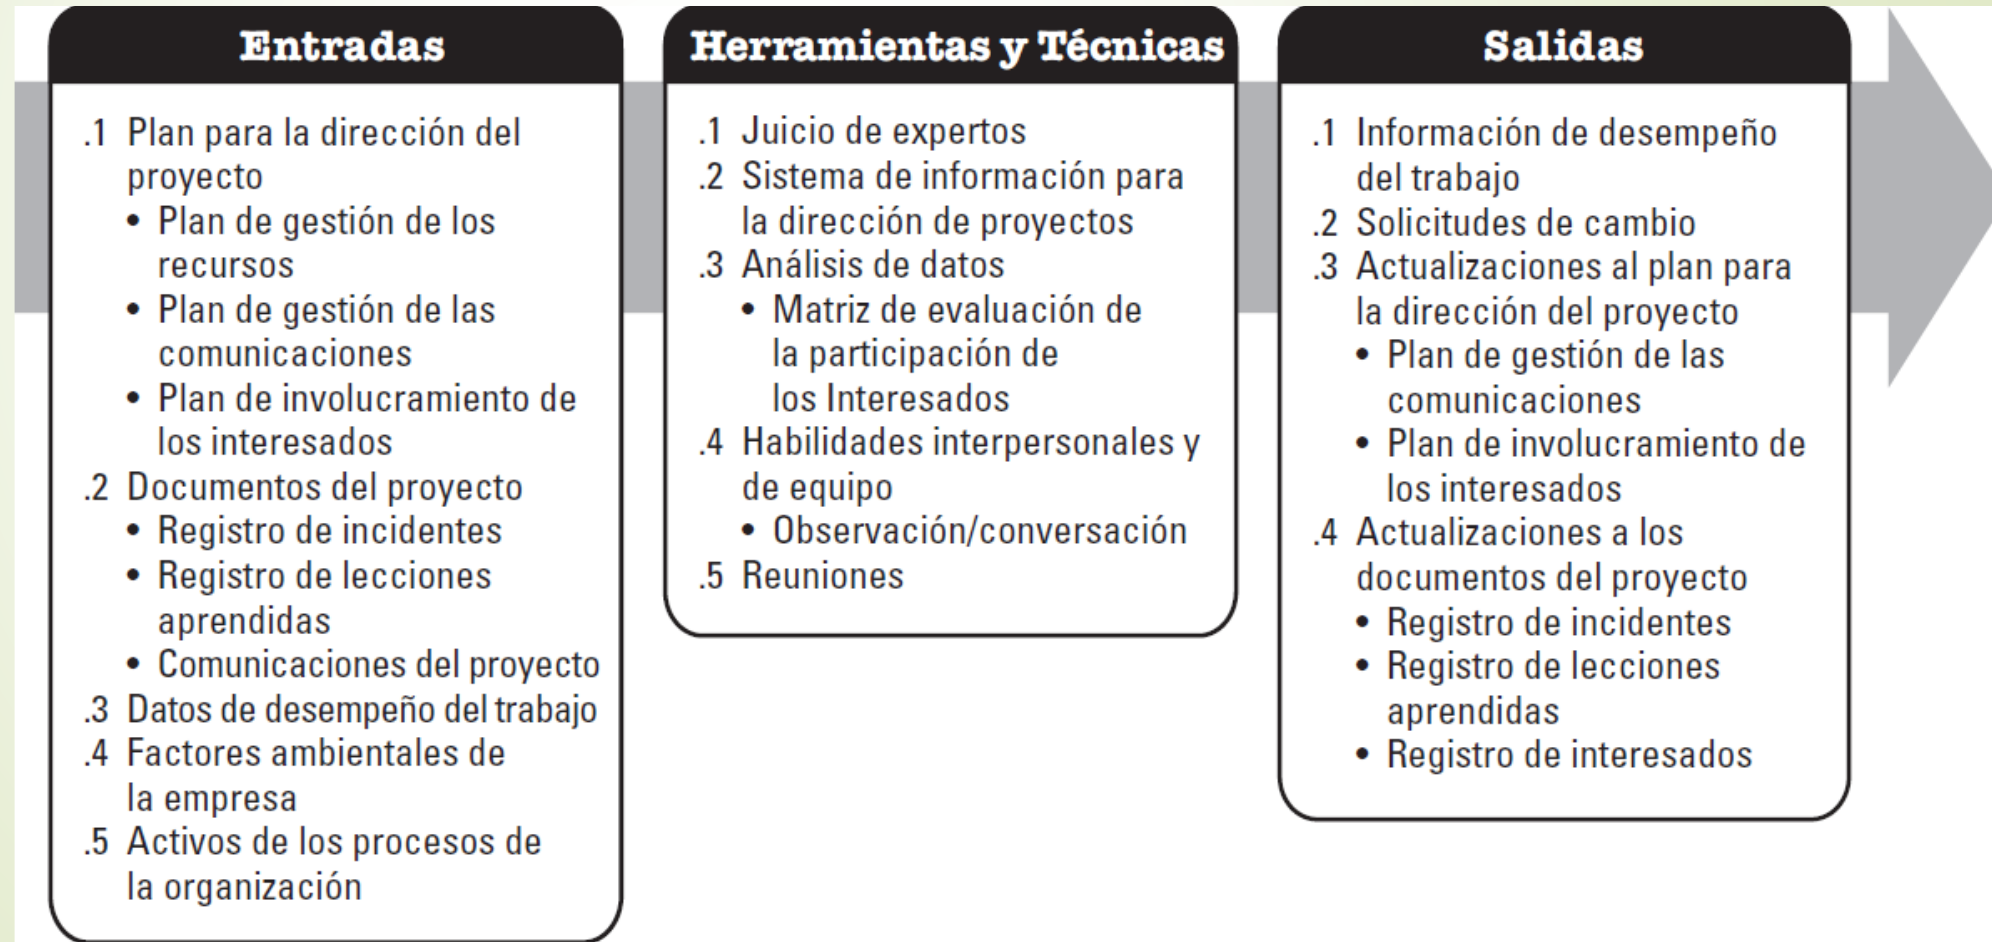 Entradas
.1 Plan para la dirección del
proyecto
• Plan de gestión de los
recursos
• Plan de gestión de las
comunicaciones
• Plan de involucramiento de
los interesados
.2 Documentos del proyecto
• Registro de incidentes
• Registro de lecciones
aprendidas
• Comunicaciones del proyecto
.3 Datos de desempeño del trabajo
.4 Factores ambientales de
la empresa
.5 Activos de los procesos de
la organización
Herramientas y Técnicas
.1 Juicio de expertos
.2 Sistema de información para
la dirección de proyectos
.3 Análisis de datos
• Matriz de evaluación de
la participación de
los Interesados
.4 Habilidades interpersonales y
de equipo
• Observación/conversación
.5 Reuniones
Salidas
.1 Información de desempeño
del trabajo
.2 Solicitudes de cambio
.3 Actualizaciones al plan para
la dirección del proyecto
• Plan de gestión de las
comunicaciones
• Plan de involucramiento de
los interesados
.4 Actualizaciones a los
documentos del proyecto
• Registro de incidentes
• Registro de lecciones
aprendidas
• Registro de interesados